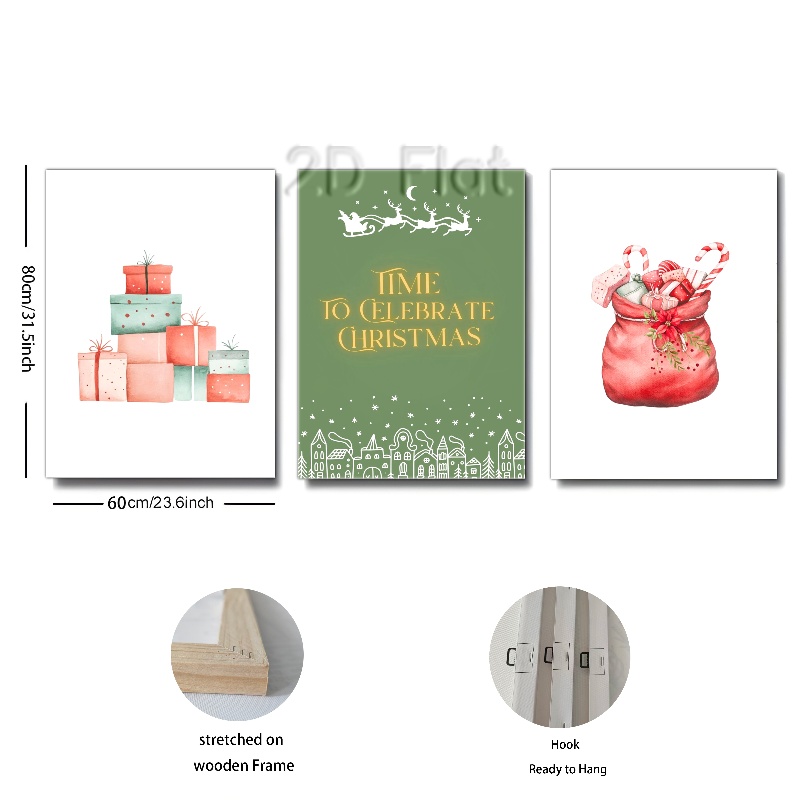 2D Flat
80cm/31.5inch
TIME
TO CELEBRATE
CHRISTMAS
60cm/23.6inch
stretched on
wooden Frame
Hook
Ready to Hang